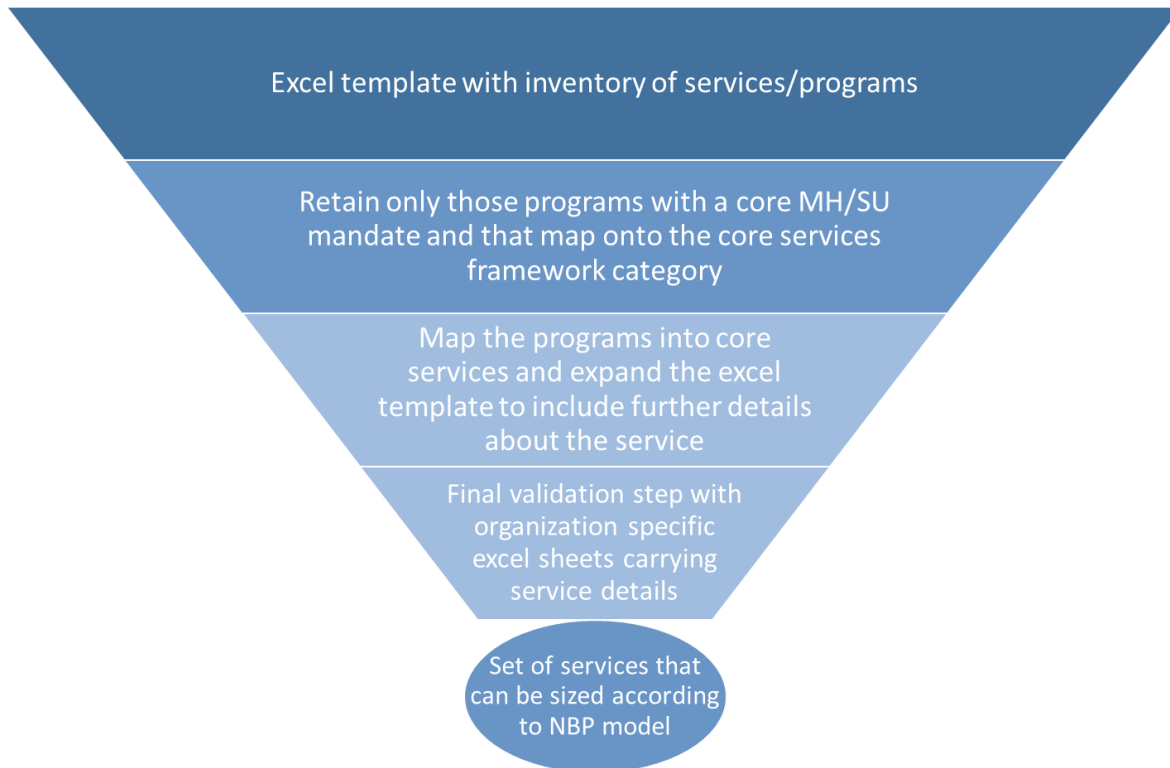 Excel template with inventory of services/programs
Retain only those programs with a core MH/SU
mandate and that map onto the core services
framework category
Map the programs into core
services and expand the excel
template to include further details
about the service
Final validation step with
organization specific
excel sheets carrying
service details
Set of services that
can be sized according
to NBP model